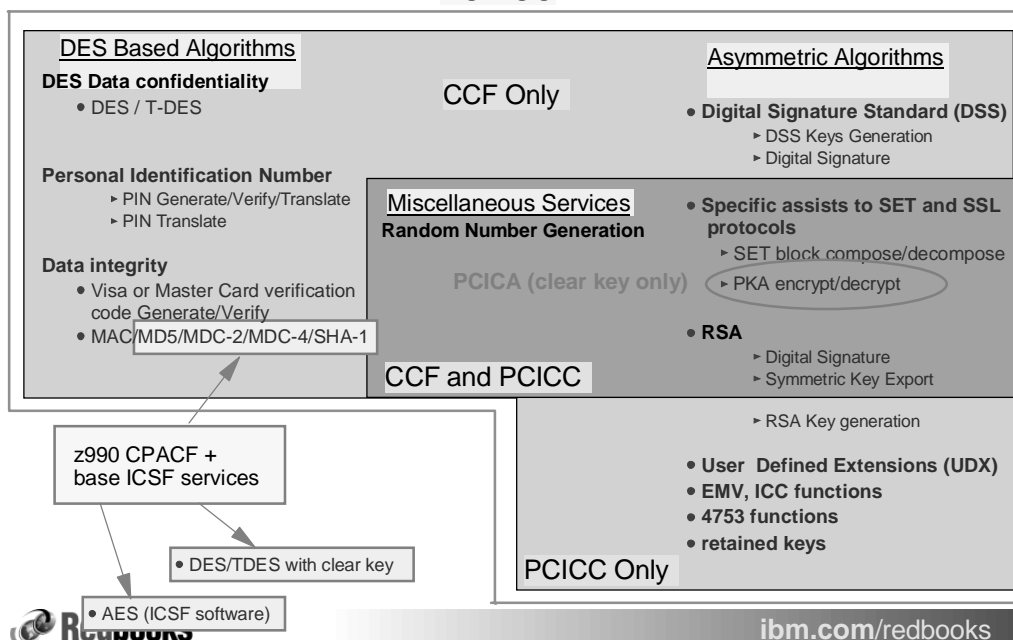 DES Based Algorithms
DES Data confidentiality
• DES / T-DES
Personal Identification Number
► PIN Generate/Verify/Translate
► PIN Translate
Data integrity
• Visa or Master Card verification
code Generate/Verify
• MAC/MD5/MDC-2/MDC-4/SHA-1
CCF Only
Asymmetric Algorithms
• Digital Signature Standard (DSS)
► DSS Keys Generation
► Digital Signature
Miscellaneous Services
Random Number Generation
PCICA (clear key only)
• Specific assists to SET and SSL
protocols
► SET block compose/decompose
► PKA encrypt/decrypt
• RSA
► Digital Signature
► Symmetric Key Export
CCF and PCICC
► RSA Key generation
• User Defined Extensions (UDX)
• EMV, ICC functions
• 4753 functions
• retained keys
PCICC Only
z990 CPACF +
base ICSF services
• DES/TDES with clear key
• AES (ICSF software)
Redbooks
ibm.com/redbooks